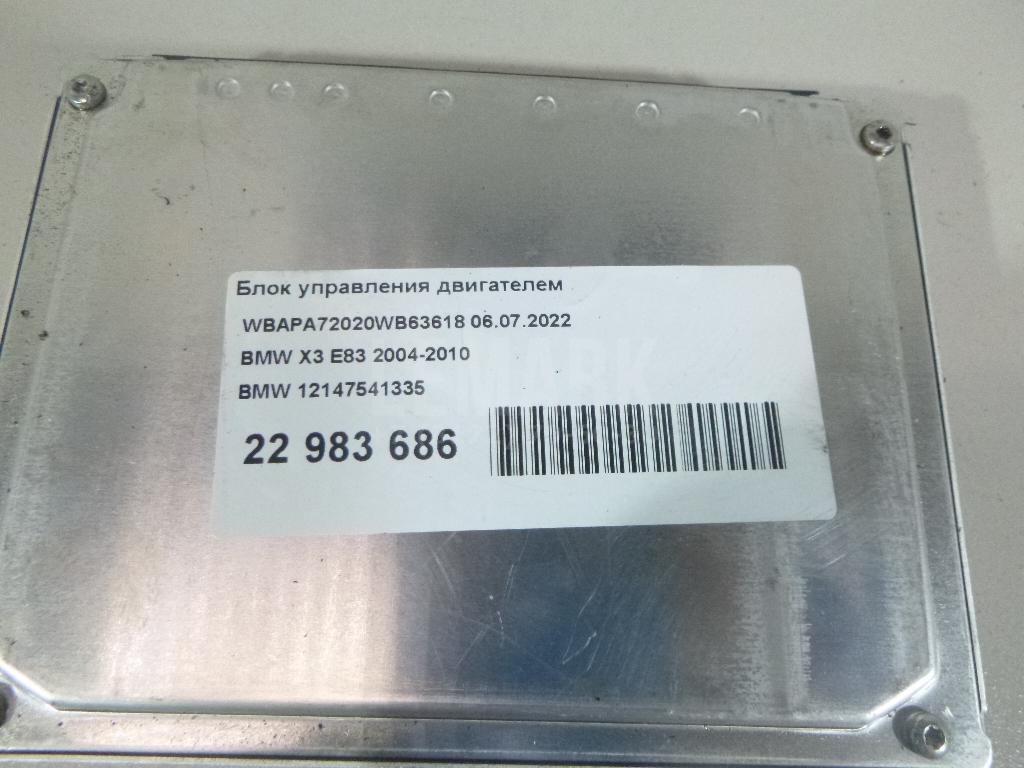 Блок управления двигателем
WBAPA72020WB63618 06.07.2022
BMW X3 E83 2004-2010
BMW 12147541335
22 983 686